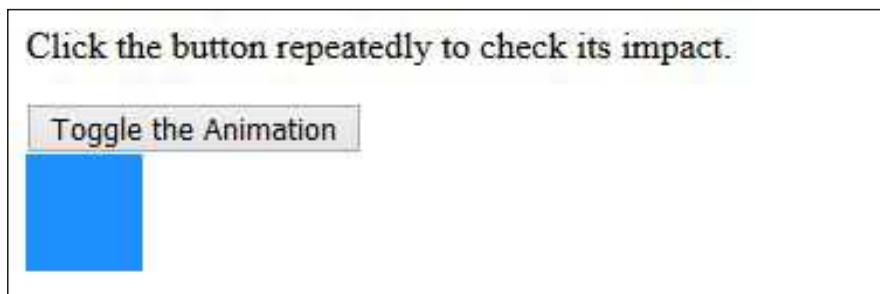 Click the button repeatedly to check its impact.
Toggle the Animation